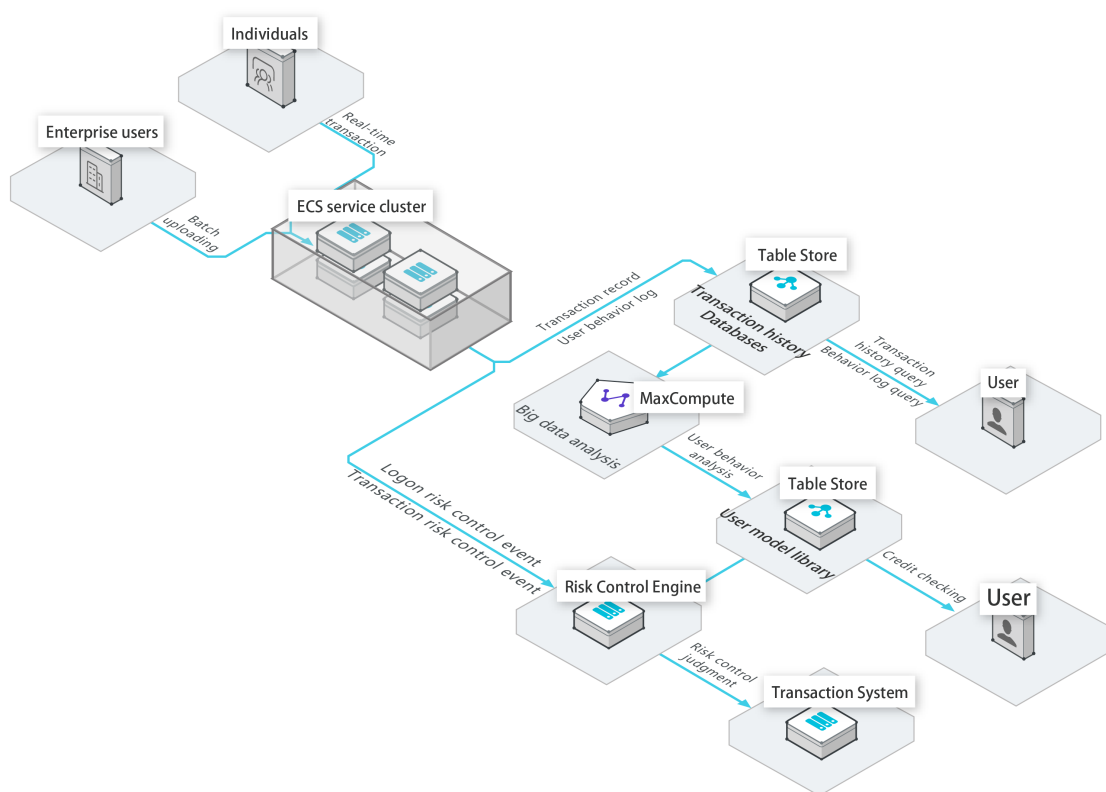 Individuals
Real-time
transaction
Enterprise users
Batch
uploading
ECS service cluster
Transaction record
User behavior log
Table Store
Transaction history
Databases
Transaction
history query
Behavior log query
User
MaxCompute
Big data analysis
User behavior
analysis
Table Store
User model library
Credit checking
User
Logon risk control event
Transaction risk control event
Risk Control Engine
Risk control
judgment
Transaction System